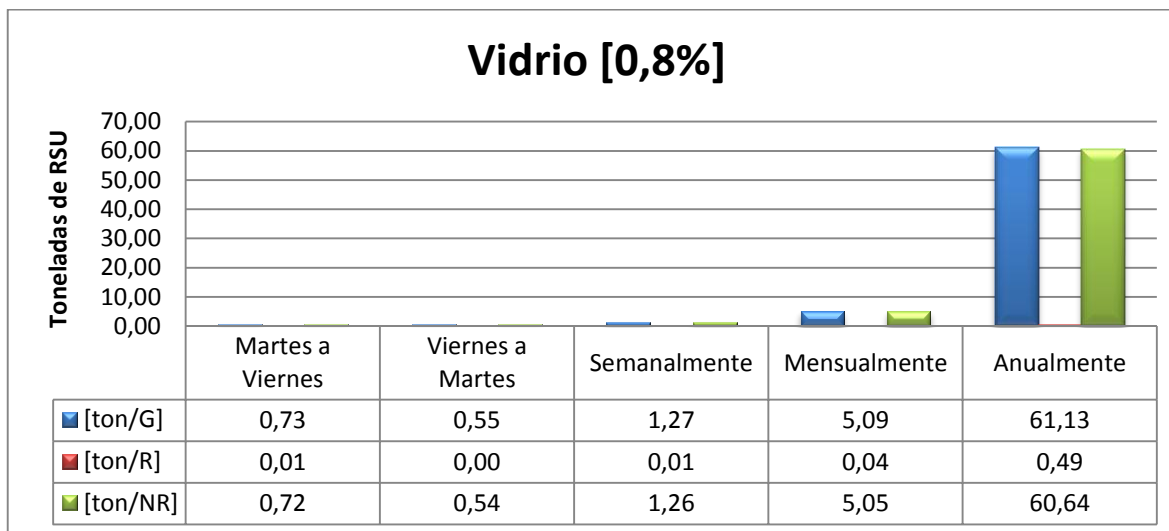 Vidrio [0,8%]
Toneladas de RSU
70,00
60,00
50,00
40,00
30,00
20,00
10,00
0,00
Martes a Viernes Viernes a Martes Semanalmente Mensualmente Anualmente
[ton/G] 0,73 0,55 1,27 5,09 61,13
[ton/R] 0,01 0,00 0,01 0,04 0,49
[ton/NR] 0,72 0,54 1,26 5,05 60,64